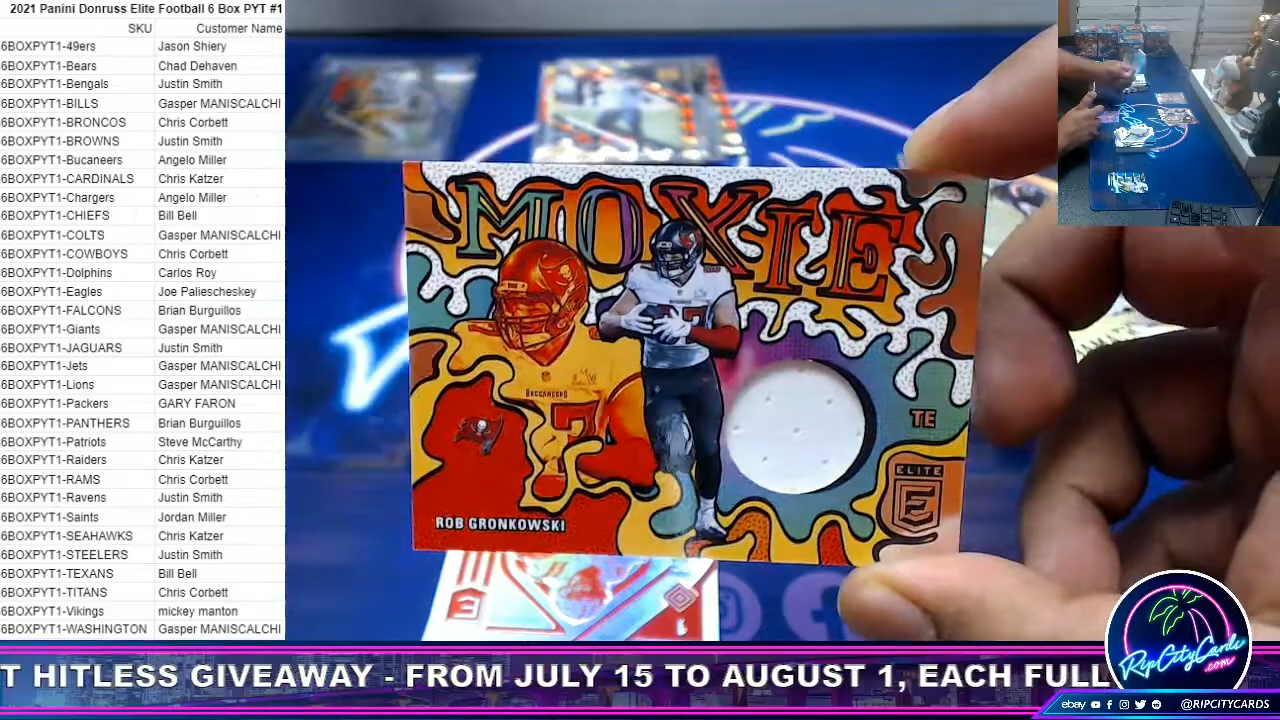 2021 Panini Donruss Elite Football 6 Box PYT #1
SKU Customer Name
6BOXPYT1-49ers Jason Shiery
6BOXPYT1-Bears Chad Dehaven
6BOXPYT1-Bengals Justin Smith
6BOXPYT1-BILLS Gasper MANISCALCHI
6BOXPYT1-BRONCOS Chris Corbett
6BOXPYT1-BROWNS Justin Smith
6BOXPYT1-Bucaneers Angelo Miller
6BOXPYT1-CARDINALS Chris Katzer
6BOXPYT1-Chargers Angelo Miller
6BOXPYT1-CHIEFS Bill Bell
6BOXPYT1-COLTS Gasper MANISCALCHI
6BOXPYT1-COWBOYS Chris Corbett
6BOXPYT1-Dolphins Carlos Roy
6BOXPYT1-Eagles Joe Paliescheskey
6BOXPYT1-FALCONS Brian Burguillos
6BOXPYT1-Giants Gasper MANISCALCHI
6BOXPYT1-JAGUARS Justin Smith
6BOXPYT1-Jets Gasper MANISCALCHI
6BOXPYT1-Lions Gasper MANISCALCHI
6BOXPYT1-Packers GARY FARON
6BOXPYT1-PANTHERS Brian Burguillos
6BOXPYT1-Patriots Steve McCarthy
6BOXPYT1-Raiders Chris Katzer
6BOXPYT1-RAMS Chris Corbett
6BOXPYT1-Ravens Justin Smith
6BOXPYT1-Saints Jordan Miller
6BOXPYT1-SEAHAWKS Chris Katzer
6BOXPYT1-STEELERS Justin Smith
6BOXPYT1-TEXANS Bill Bell
6BOXPYT1-TITANS Chris Corbett
6BOXPYT1-Vikings mickey manton
6BOXPYT1-WASHINGTON Gasper MANISCALCHI
MOXIE
BUCCANEERS
TE
ELITE
E
ROB GRONKOWSKI
T HITLESS GIVEAWAY - FROM JULY 15 TO AUGUST 1, EACH FULL
RipCityCards
.com
ebay @RIPCITYCARDS